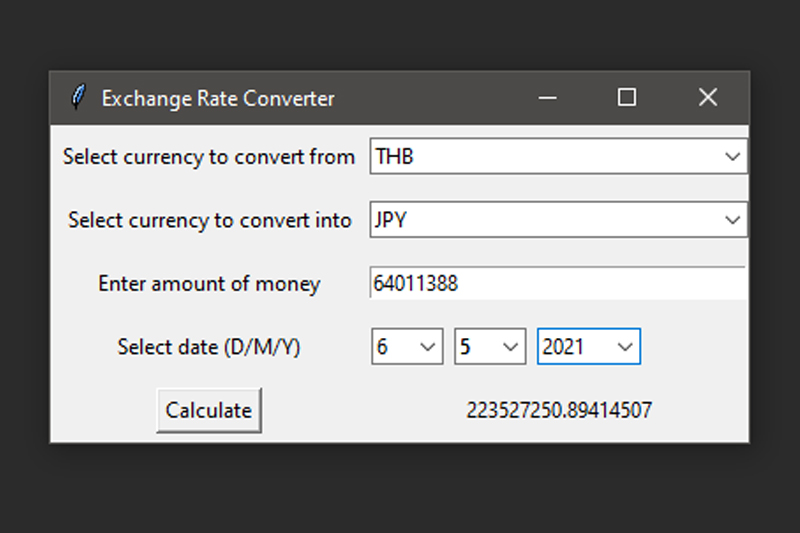 Exchange Rate Converter
Select currency to convert from THB
Select currency to convert into JPY
Enter amount of money 64011388
Select date (D/M/Y) 6 5 2021
Calculate 223527250.89414507